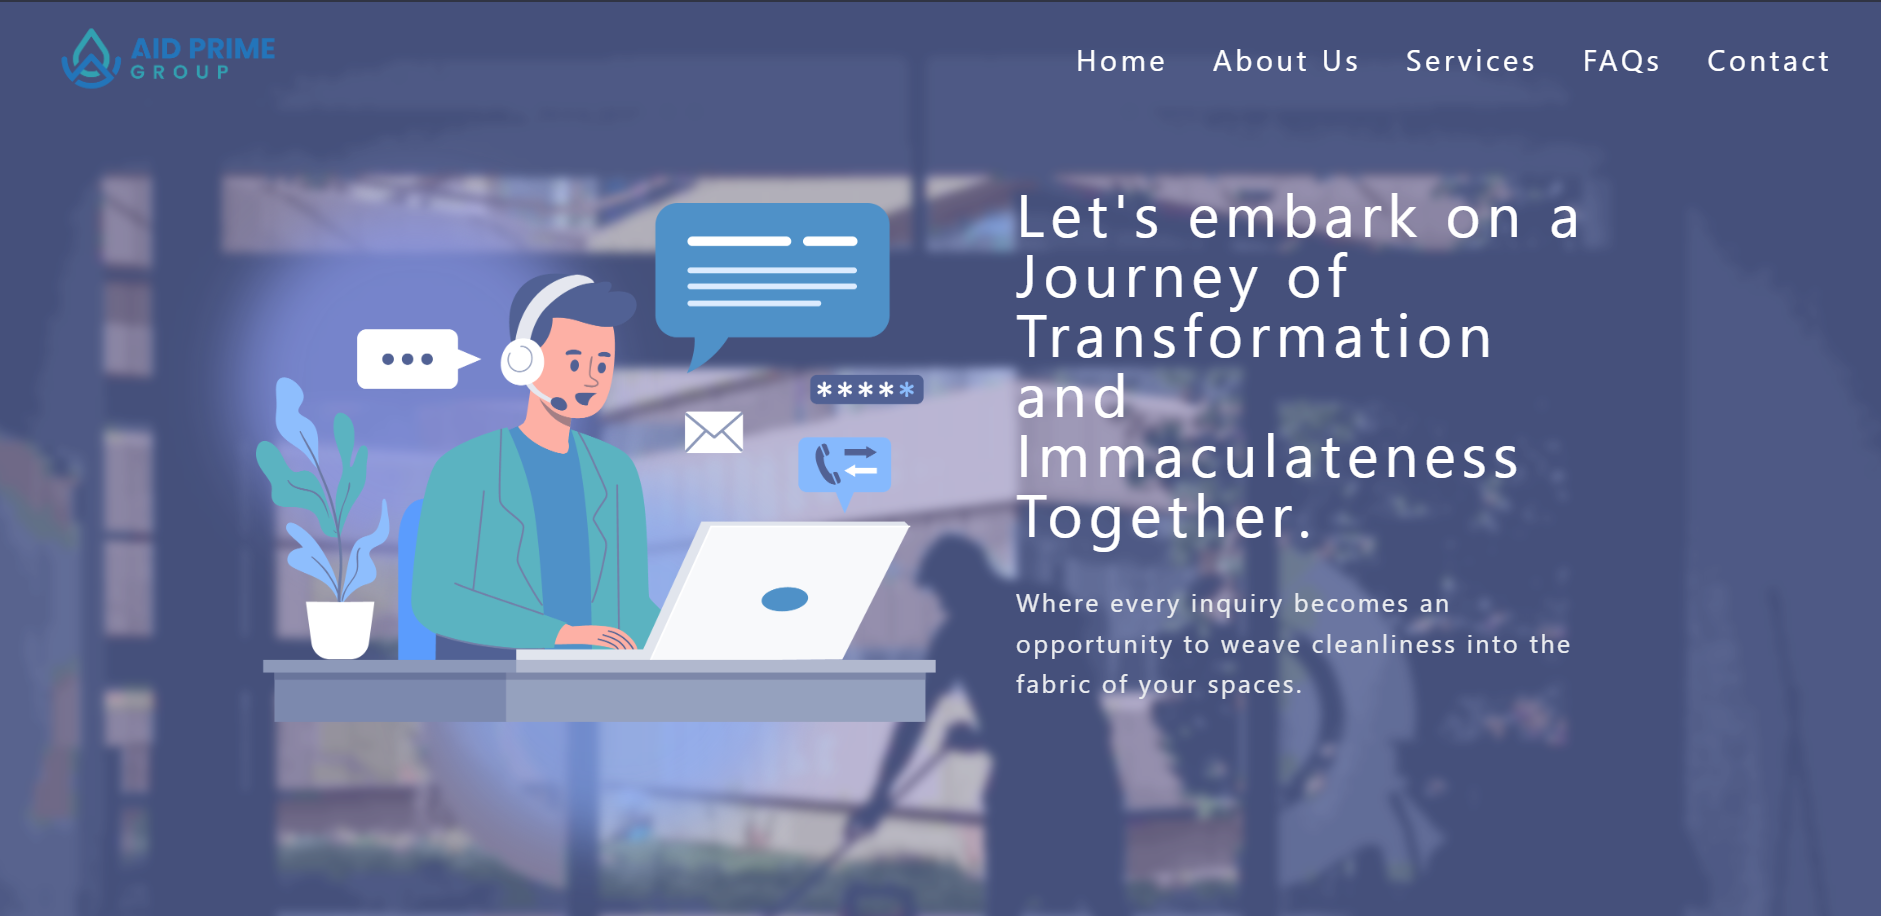 AID PRIME
GROUP
Home About Us Services FAQs Contact
Let's embark on a
Journey of
Transformation
and
Immaculateness
Together.
*****
Where every inquiry becomes an
opportunity to weave cleanliness into the
fabric of your spaces.